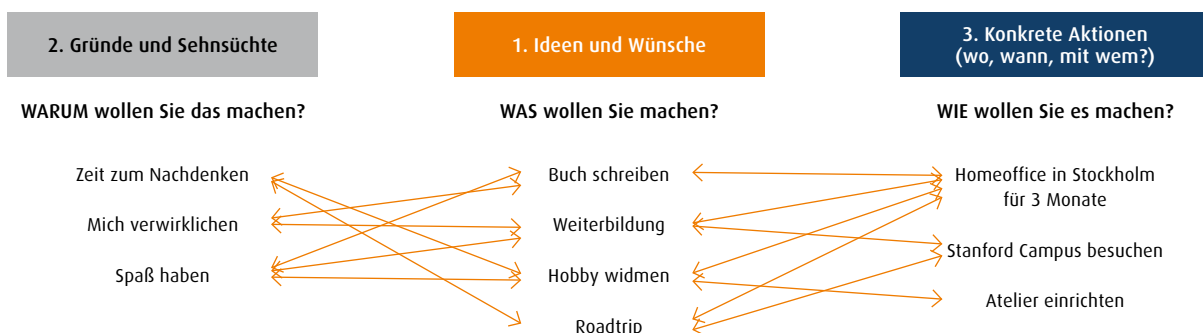 2. Gründe und Sehnsüchte
WARUM wollen Sie das machen?
Zeit zum Nachdenken
Mich verwirklichen
Spaß haben
1. Ideen und Wünsche
WAS wollen Sie machen?
Buch schreiben
Weiterbildung
Hobby widmen
Roadtrip
3. Konkrete Aktionen
(wo, wann, mit wem?)
WIE wollen Sie es machen?
Homeoffice in Stockholm
für 3 Monate
Stanford Campus besuchen
Atelier einrichten